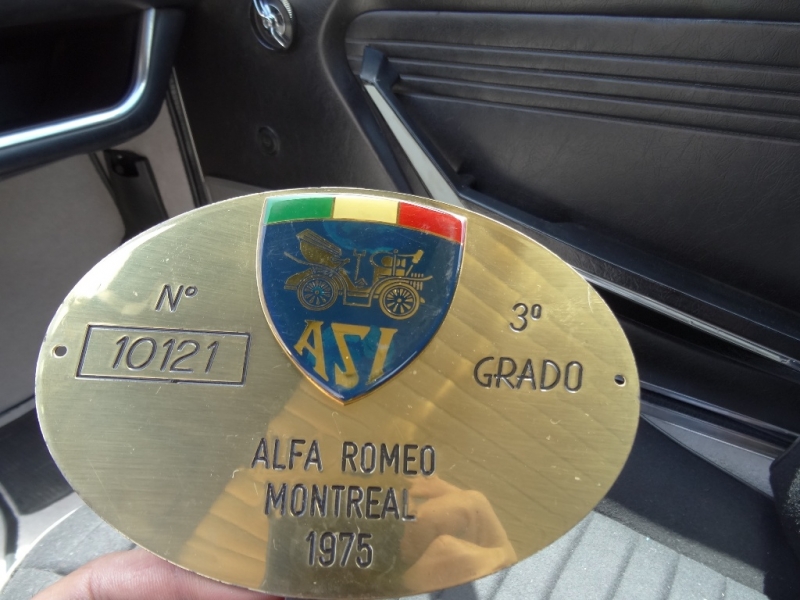 ASI
N°
10121
3°
GRADO
ALFA ROMEO
MONTREAL
1975